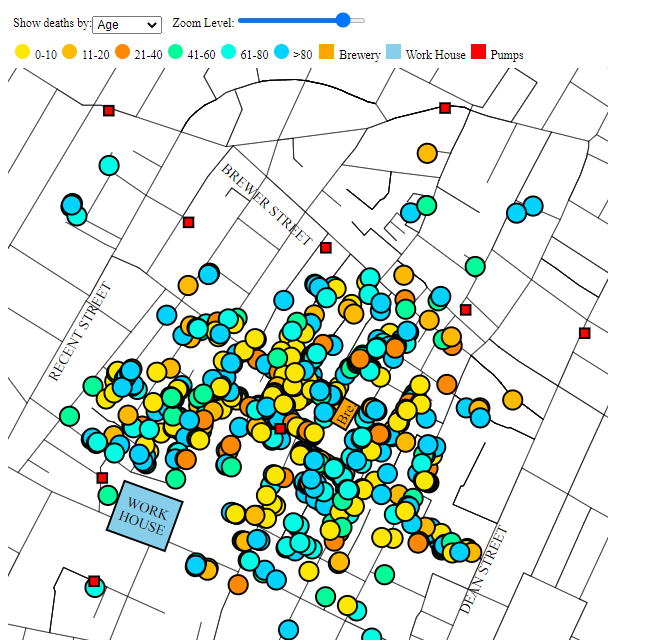 Show deaths by: Age Zoom Level:
0-10 11-20 21-40 41-60 61-80 >80 Brewery Work House Pumps
BREWER STREET
RECENT STREET
Bre
WORK
HOUSE
DEAN STREET